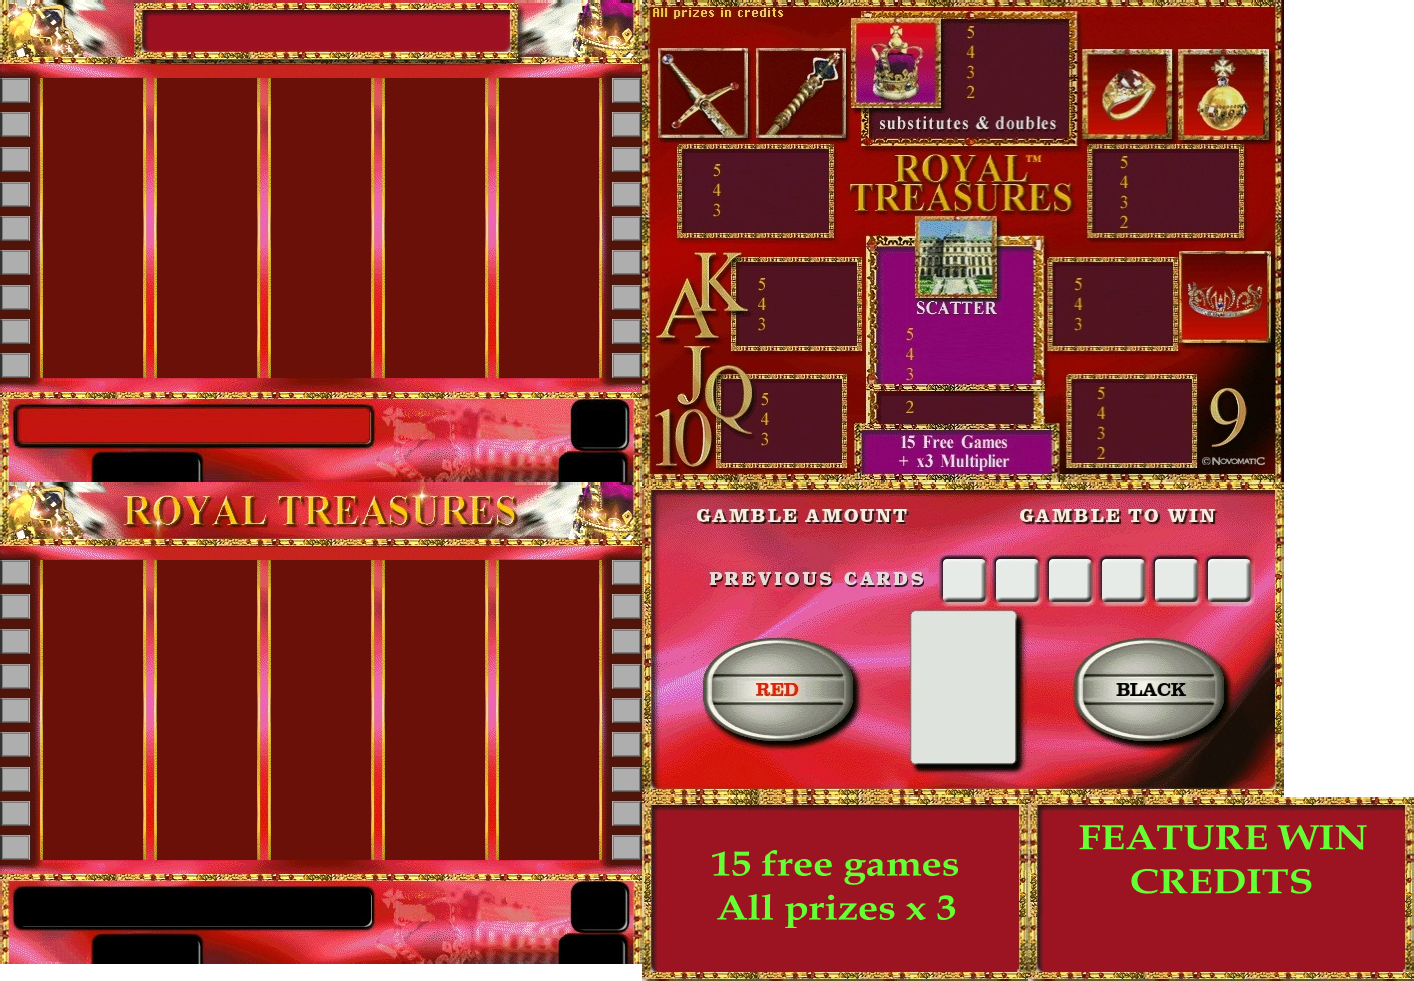 All prizes in credits
5
4
3
2
substitutes & doubles
5
4
3
ROYAL™
TREASURES
5
4
3
2
A K
5
4
3
SCATTER
5
4
3
2
5
4
3
J Q
10
5
4
3
15 Free Games
+ x3 Multiplier
5
4
3
2
9
©NOVOMATIC
ROYAL TREASURES
GAMBLE AMOUNT
GAMBLE TO WIN
PREVIOUS CARDS
RED
BLACK
15 free games
All prizes x 3
FEATURE WIN
CREDITS